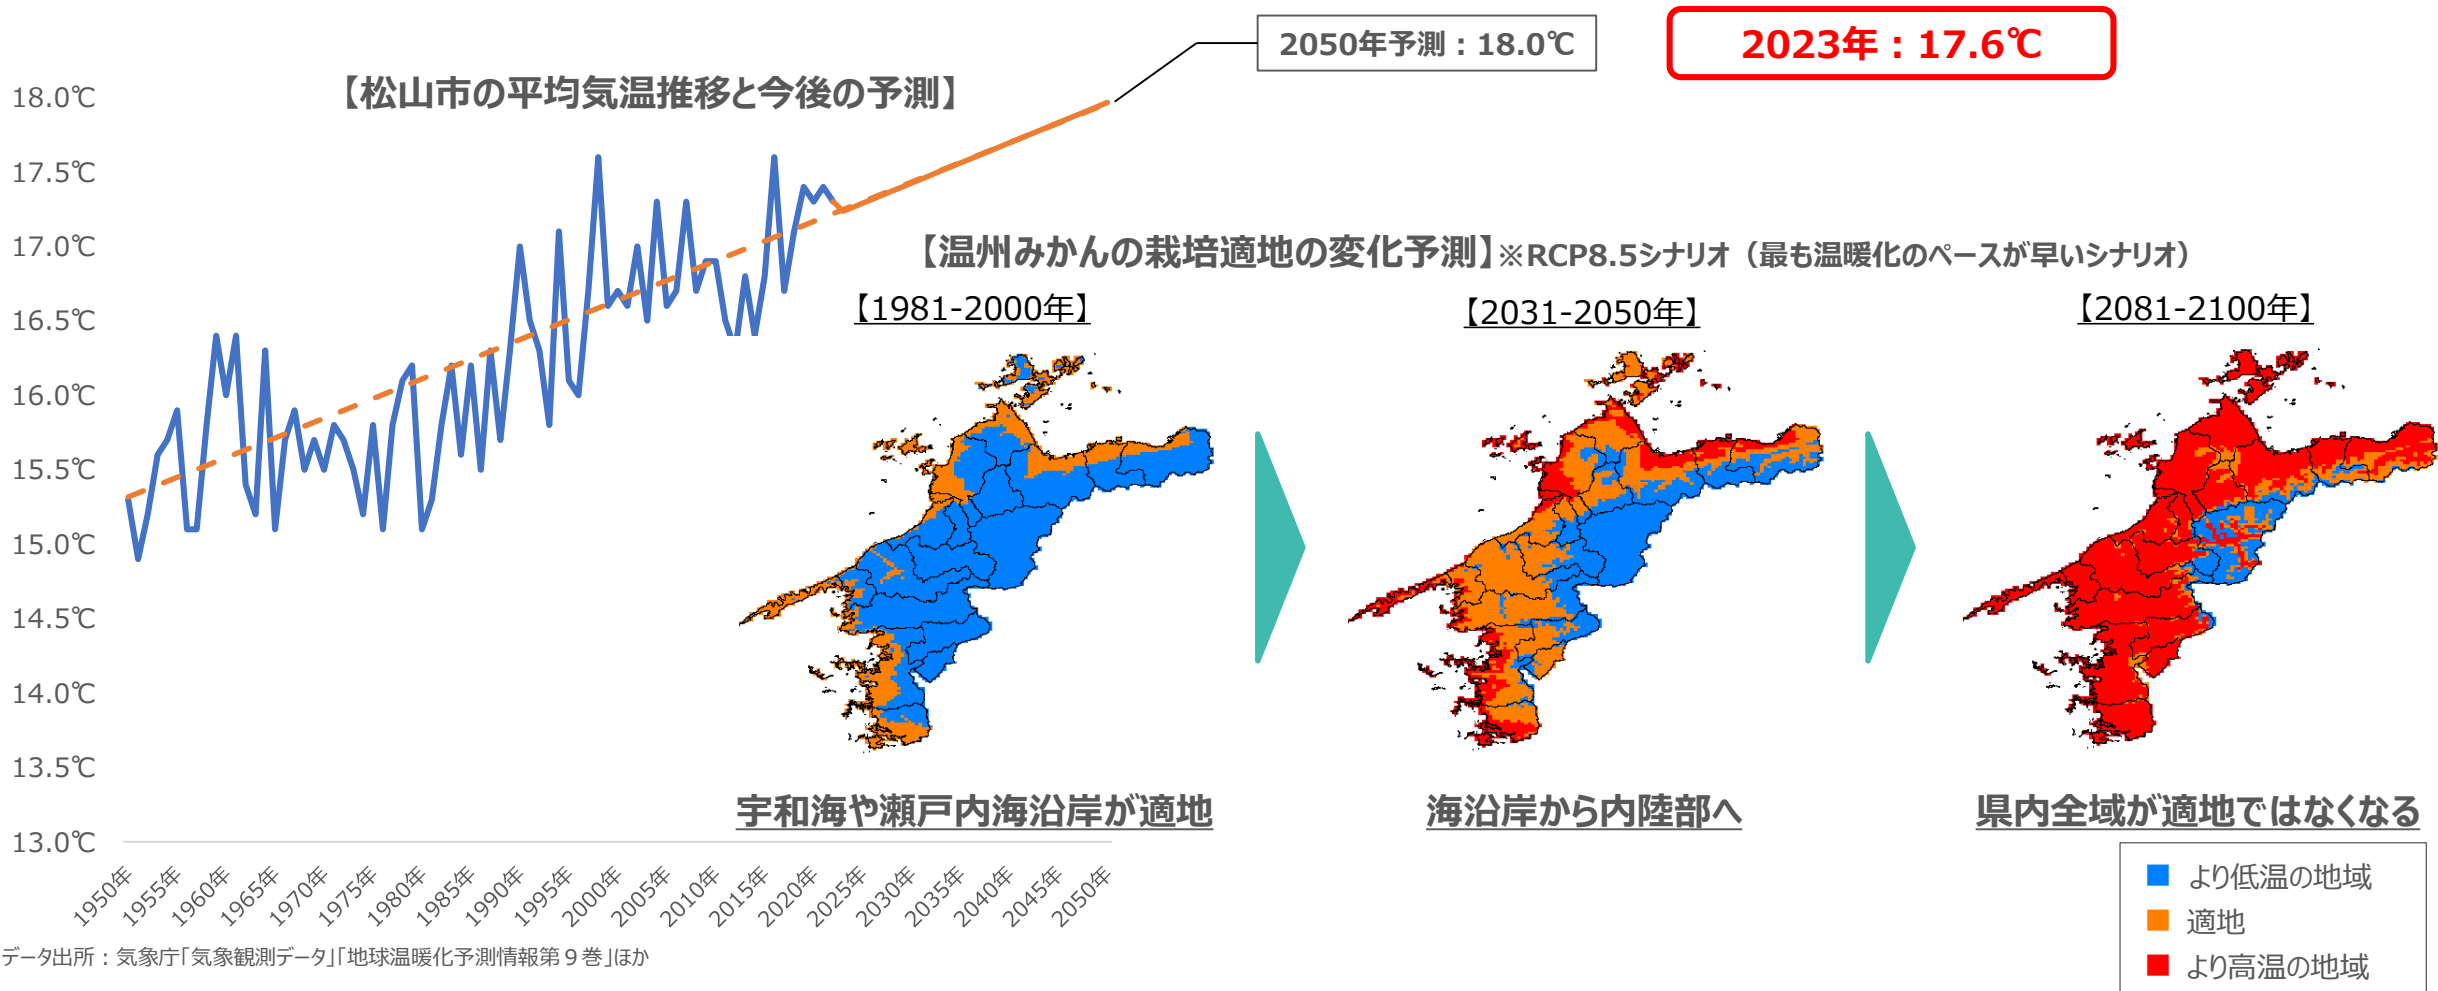 2050年予測：18.0℃
2023年：17.6℃
【松山市の平均気温推移と今後の予測】
18.0℃
17.5℃
17.0℃
16.5℃
16.0℃
15.5℃
15.0℃
14.5℃
14.0℃
13.5℃
13.0℃
1950年
1955年
1960年
1965年
1970年
1975年
1980年
1985年
1990年
1995年
2000年
2005年
2010年
2015年
2020年
2025年
2030年
2035年
2040年
2045年
2050年
【温州みかんの栽培適地の変化予測】※RCP8.5シナリオ（最も温暖化のペースが早いシナリオ）
【1981-2000年】
【2031-2050年】
【2081-2100年】
宇和海や瀬戸内海沿岸が適地
海沿岸から内陸部へ
県内全域が適地ではなくなる
より低温の地域
適地
より高温の地域
データ出所：気象庁「気象観測データ」「地球温暖化予測情報第９巻」ほか